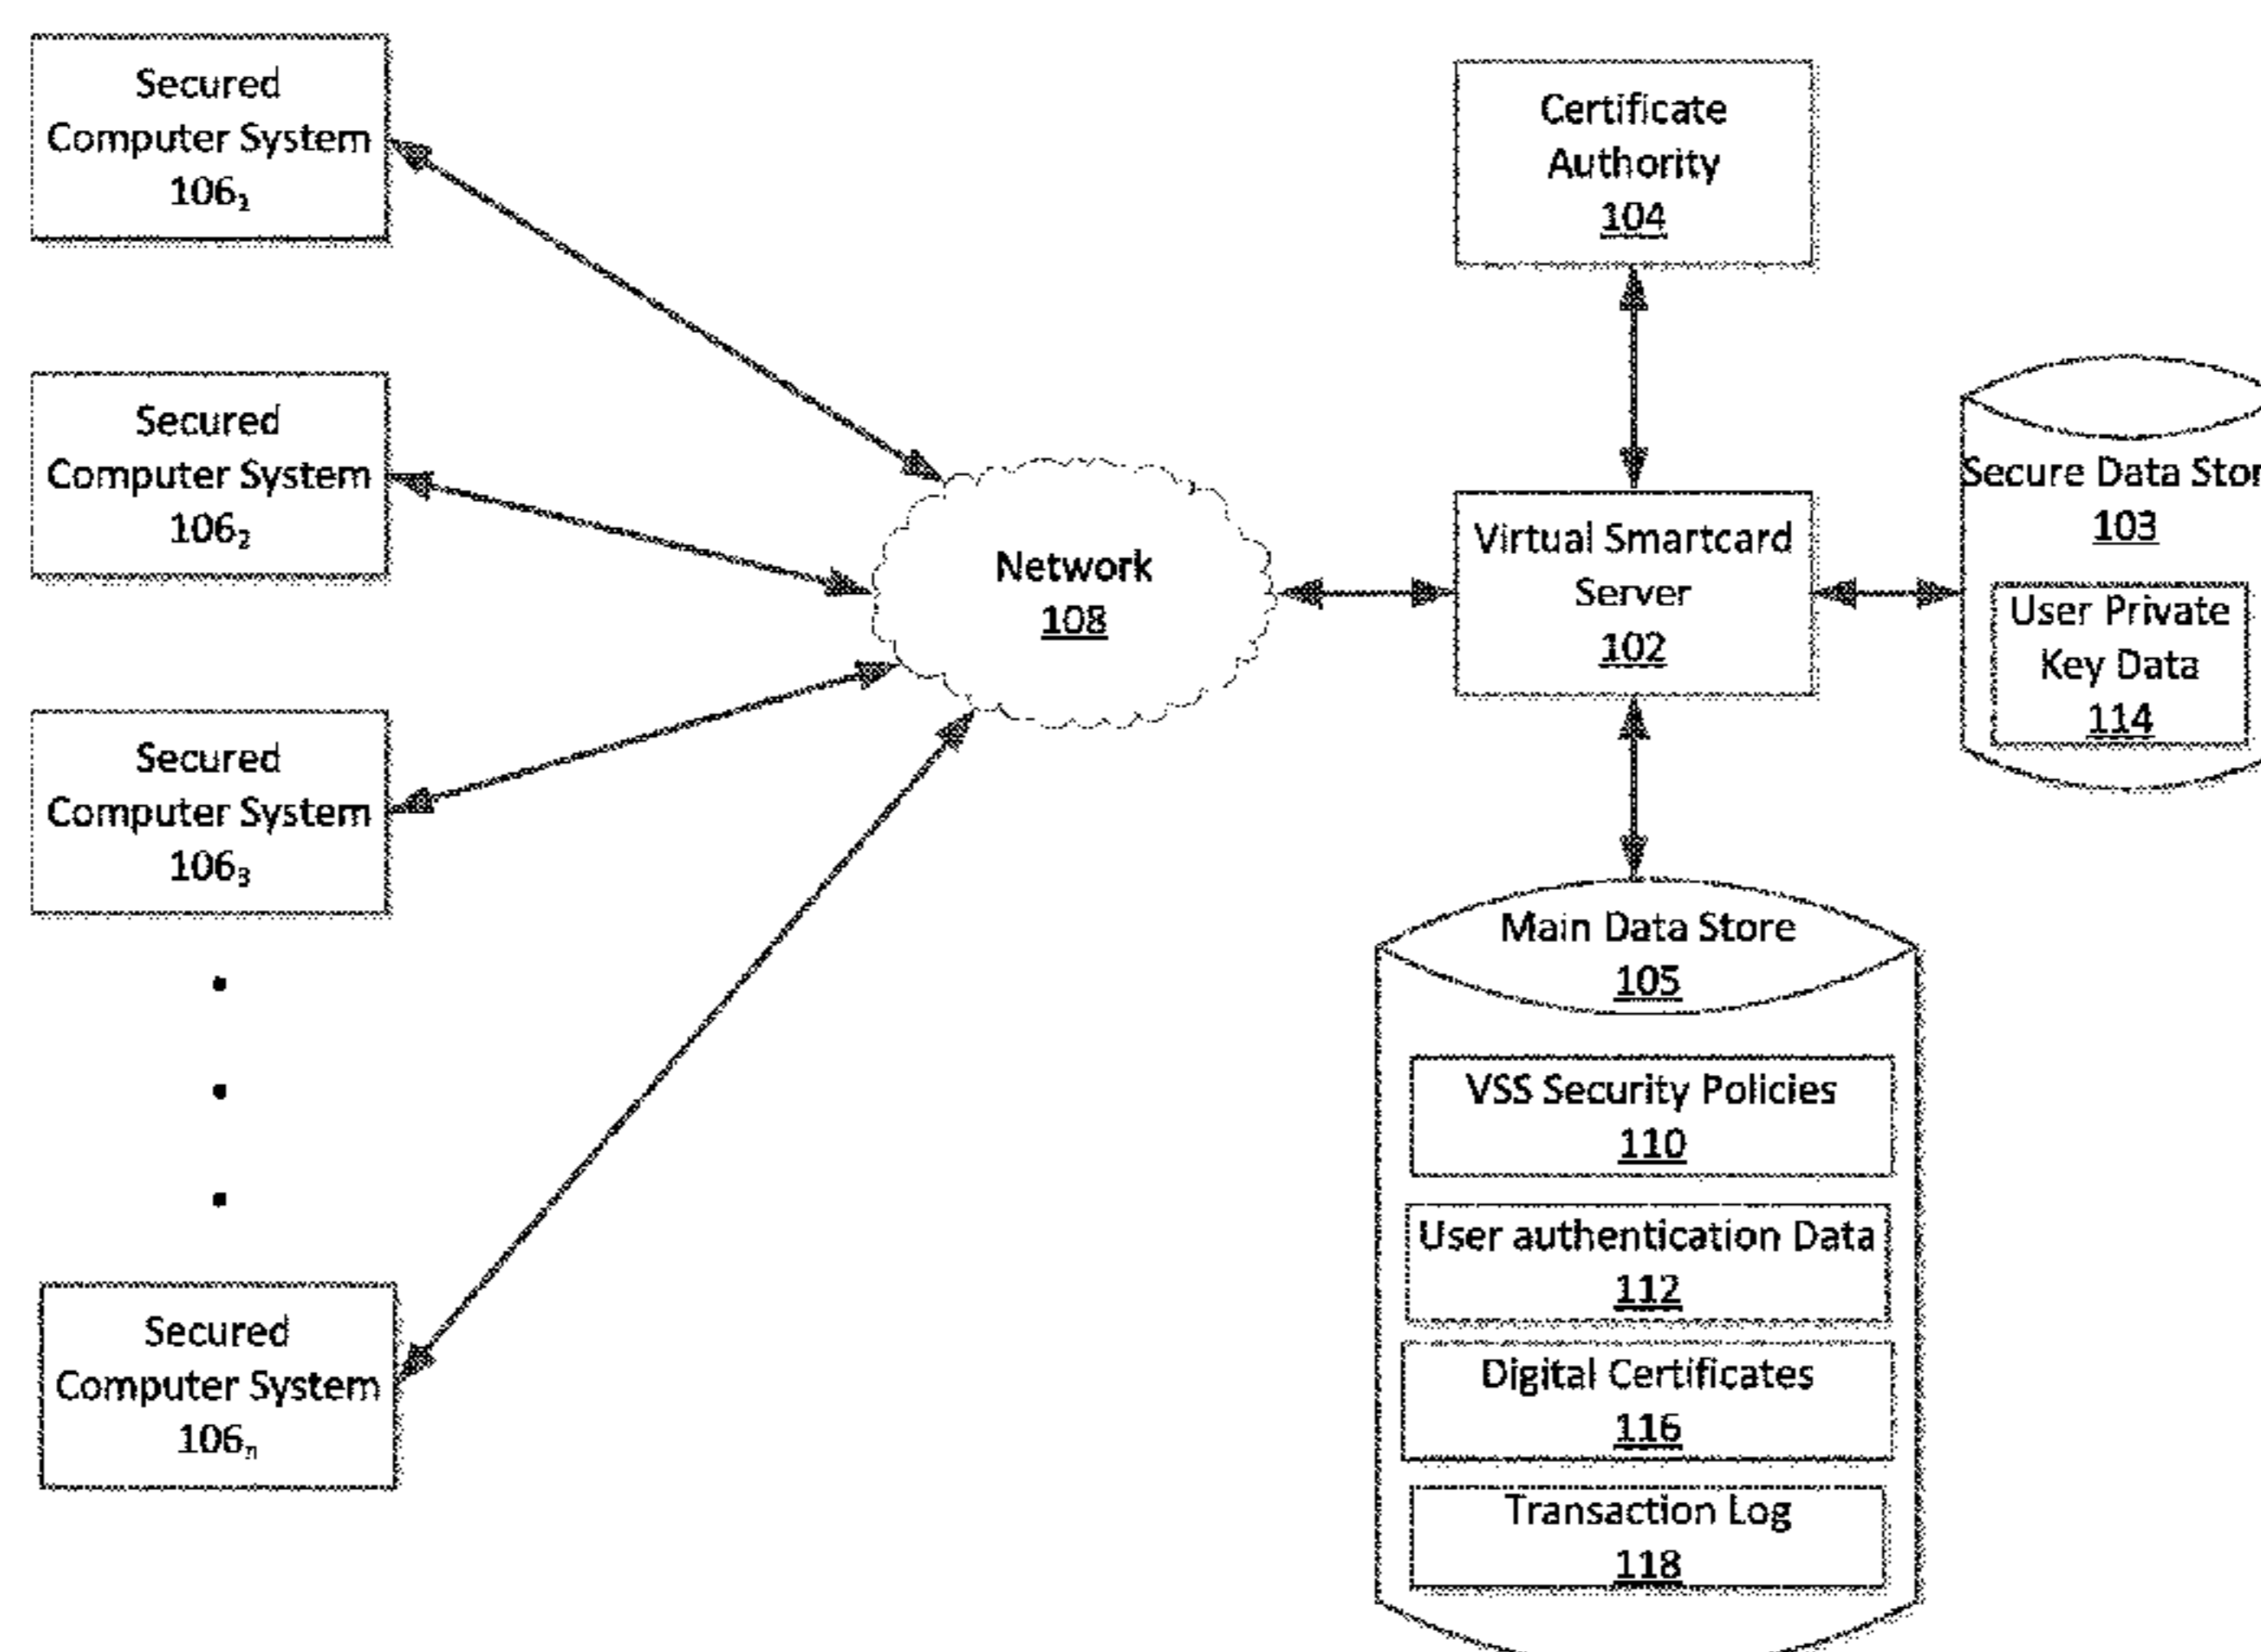 Secured
Computer System
106₁
Secured
Computer System
106₂
Secured
Computer System
106₃
Secured
Computer System
106ₙ
Network
108
Certificate
Authority
104
Virtual Smartcard
Server
102
Secure Data Stor
103
User Private
Key Data
114
Main Data Store
105
VSS Security Policies
110
User authentication Data
112
Digital Certificates
116
Transaction Log
118